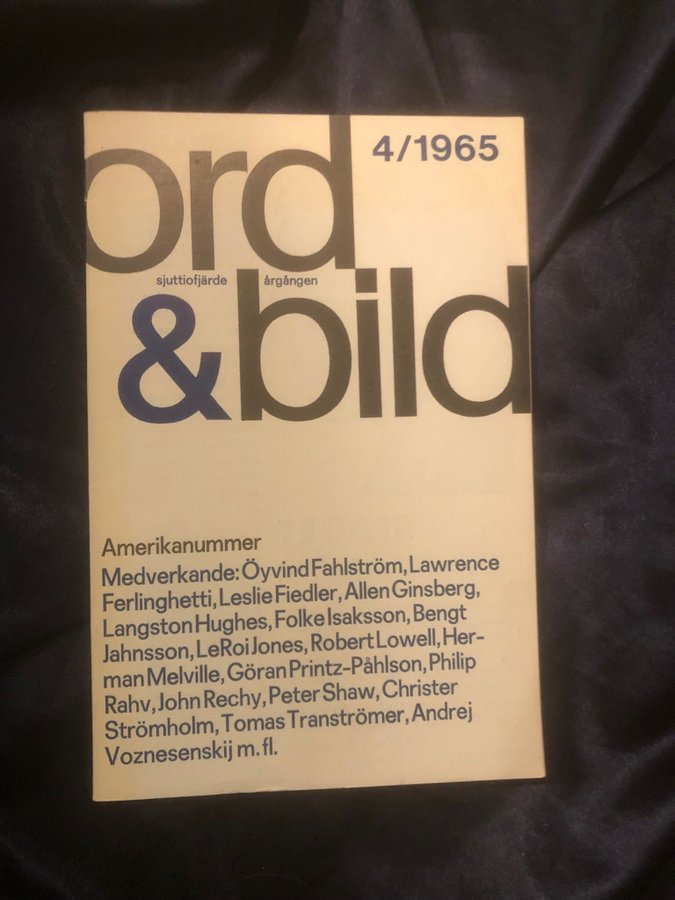 4/1965
ord
sjuttiofjärde årgången
&bild
Amerikanummer
Medverkande: Öyvind Fahlström, Lawrence
Ferlinghetti, Leslie Fiedler, Allen Ginsberg,
Langston Hughes, Folke Isaksson, Bengt
Jahnsson, LeRoi Jones, Robert Lowell, Her-
man Melville, Göran Printz-Påhlson, Philip
Rahv, John Rechy, Peter Shaw, Christer
Strömholm, Tomas Tranströmer, Andrej
Voznesenskij m. fl.